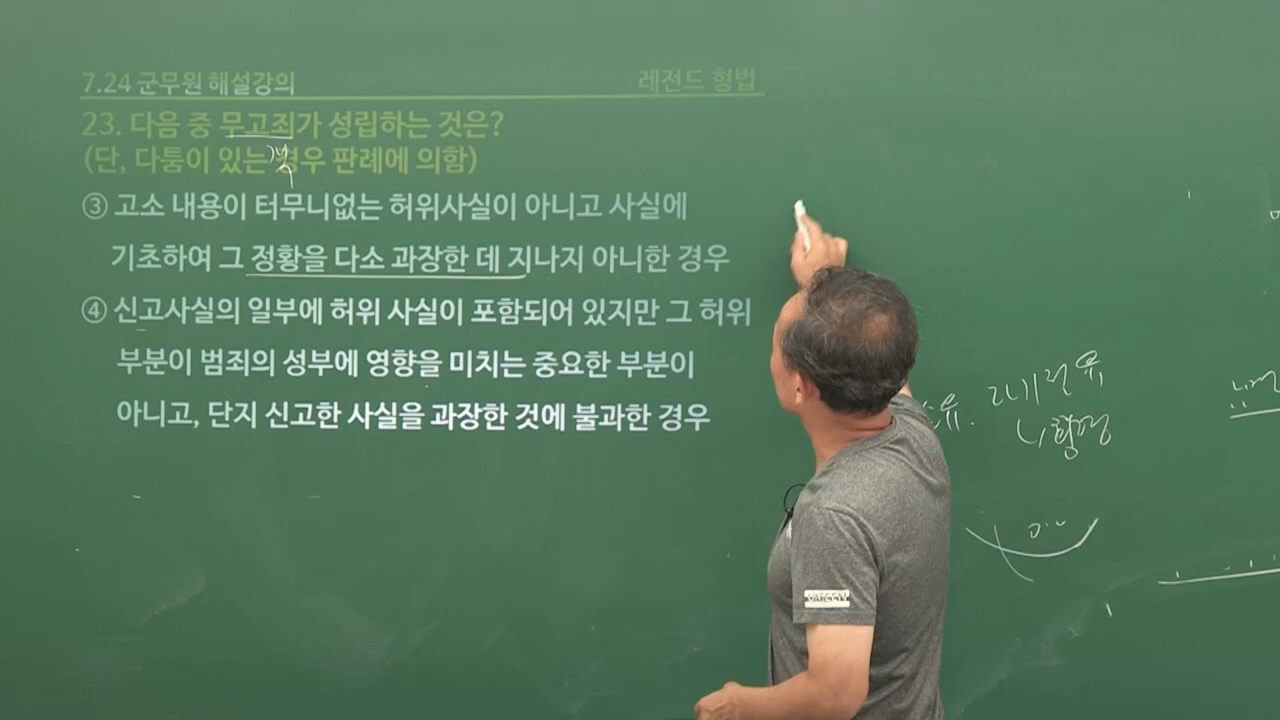 7.24 군무원 해설강의
레전드 형법
23. 다음 중 무고죄가 성립하는 것은?
(단, 다툼이 있는 경우 판례에 의함)
③ 고소 내용이 터무니없는 허위사실이 아니고 사실에
기초하여 그 정황을 다소 과장한 데 지나지 아니한 경우
④ 신고사실의 일부에 허위 사실이 포함되어 있지만 그 허위
부분이 범죄의 성부에 영향을 미치는 중요한 부분이
아니고, 단지 신고한 사실을 과장한 것에 불과한 경우